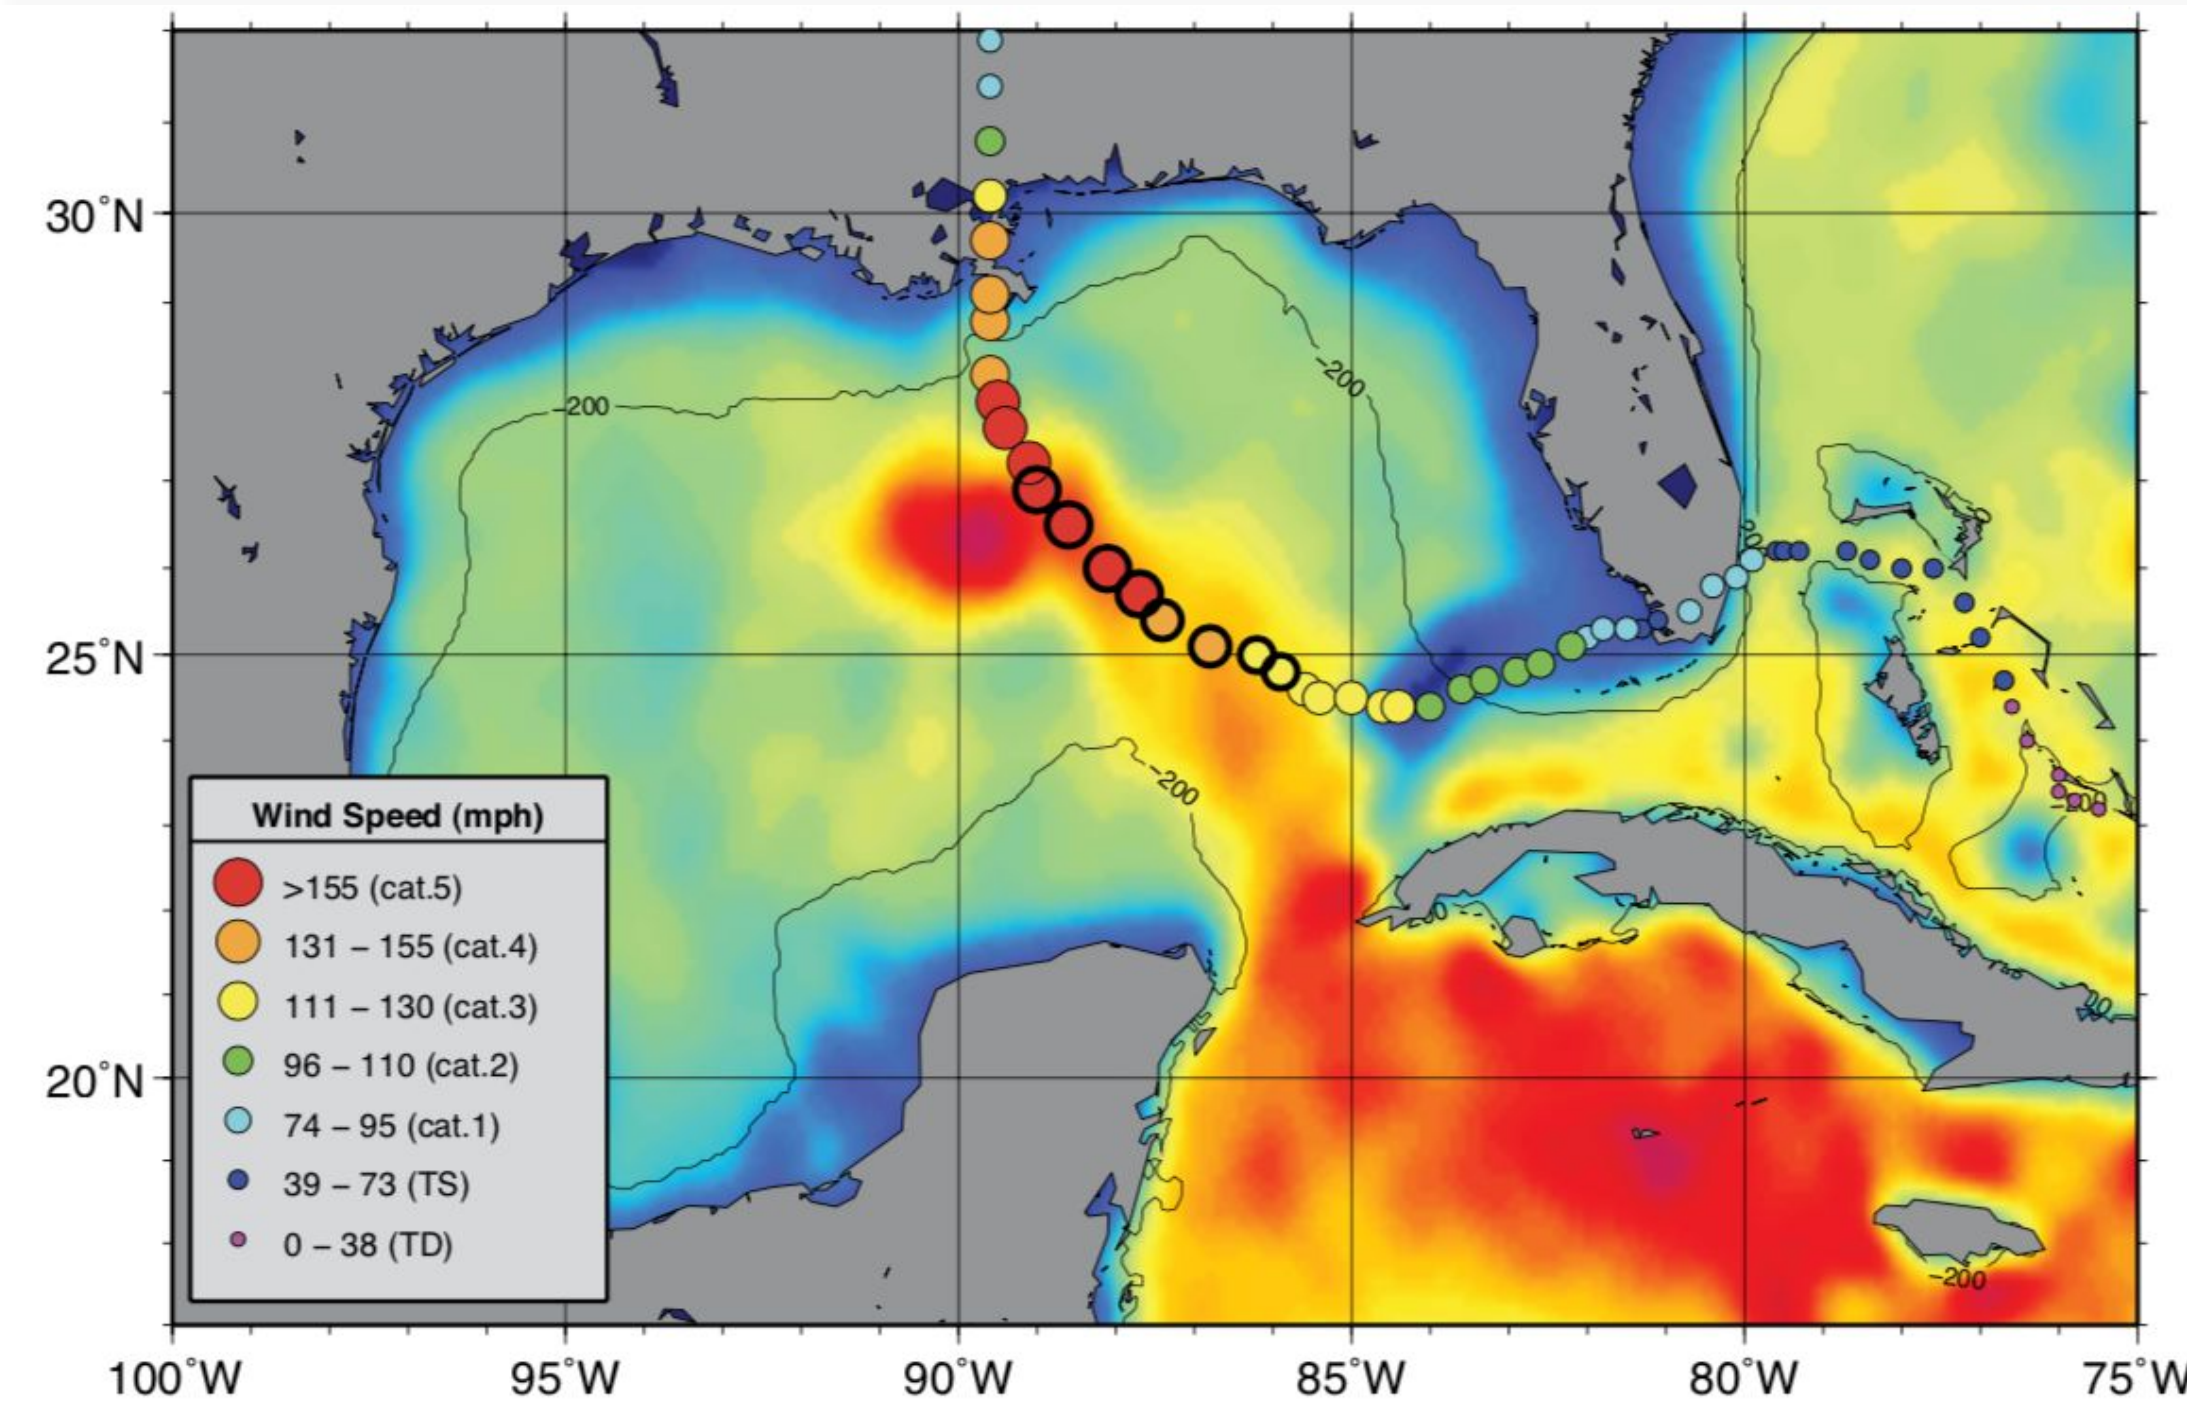 30°N
25°N
20°N
-200
-200
-200
-200
Wind Speed (mph)
>155 (cat.5)
131 – 155 (cat.4)
111 – 130 (cat.3)
96 – 110 (cat.2)
74 – 95 (cat.1)
39 – 73 (TS)
0 – 38 (TD)
100°W
95°W
90°W
85°W
80°W
75°W